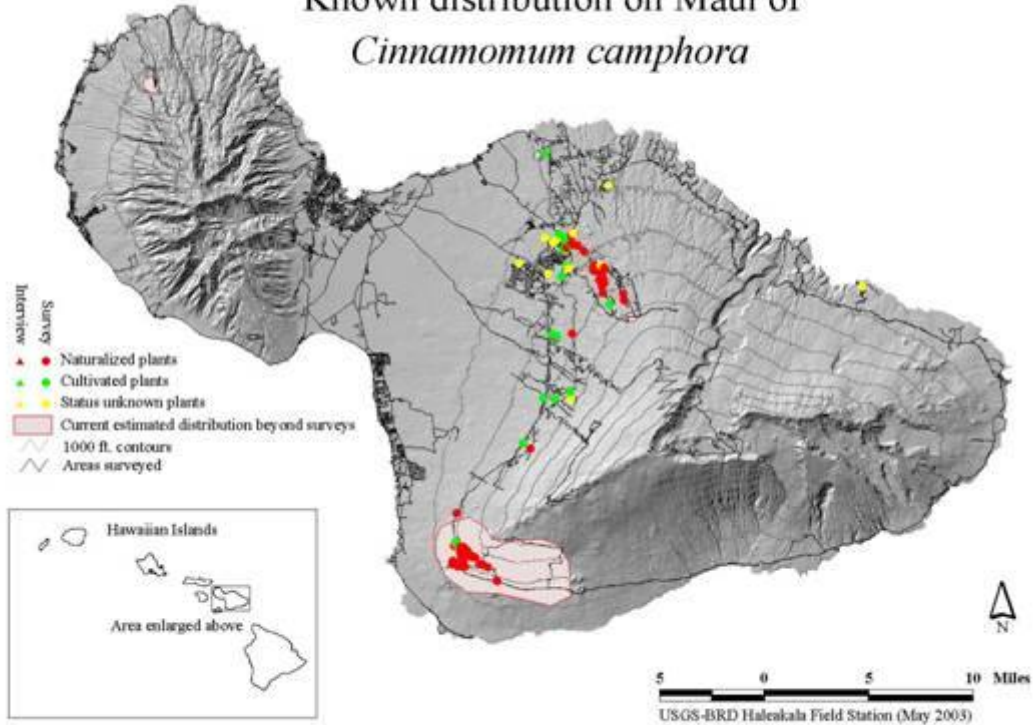 Known distribution on Maui of
Cinnamomum camphora
Interview
Survey
Naturalized plants
Cultivated plants
Status unknown plants
Current estimated distribution beyond surveys
1000 ft. contours
Areas surveyed
Hawaiian Islands
Area enlarged above
N
5 0 5 10 Miles
USGS-BRD Haleakala Field Station (May 2003)